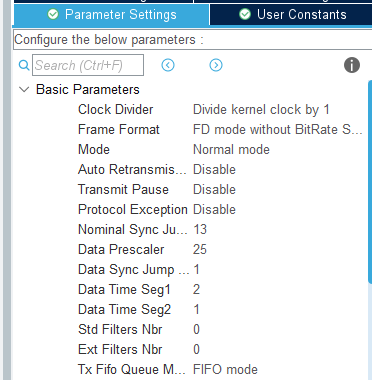 Parameter Settings
User Constants
Configure the below parameters :
Search (Ctrl+F)
Basic Parameters
Clock Divider Divide kernel clock by 1
Frame Format FD mode without BitRate S...
Mode Normal mode
Auto Retransmis... Disable
Transmit Pause Disable
Protocol Exception Disable
Nominal Sync Ju... 13
Data Prescaler 25
Data Sync Jump ... 1
Data Time Seg1 2
Data Time Seg2 1
Std Filters Nbr 0
Ext Filters Nbr 0
Tx Fifo Queue M... FIFO mode